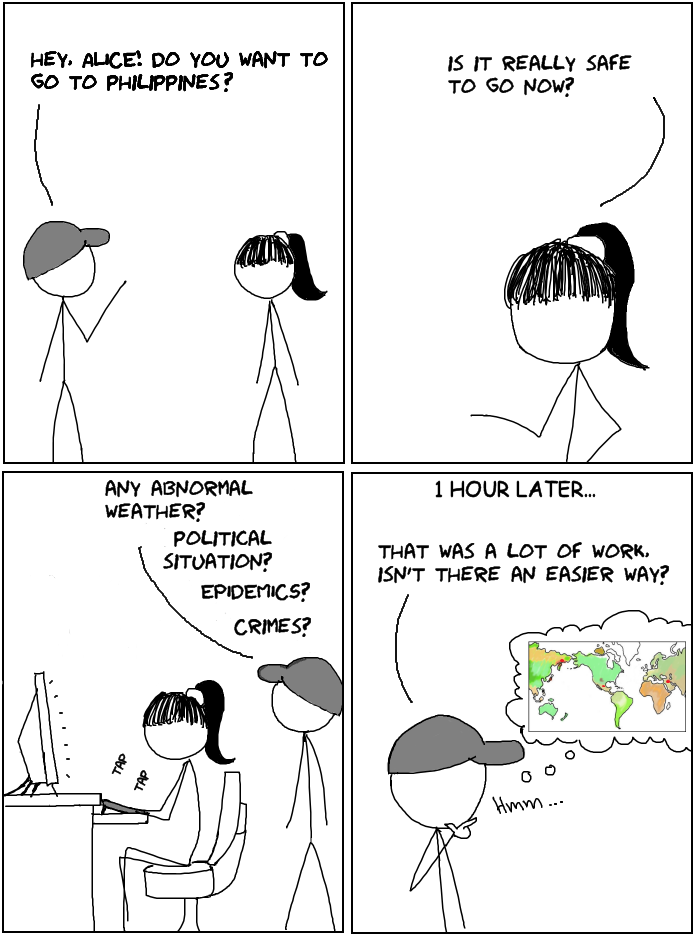 HEY, ALICE! DO YOU WANT TO
GO TO PHILIPPINES?
IS IT REALLY SAFE
TO GO NOW?
ANY ABNORMAL
WEATHER?
POLITICAL
SITUATION?
EPIDEMICS?
CRIMES?
TAP
TAP
1 HOUR LATER...
THAT WAS A LOT OF WORK.
ISN'T THERE AN EASIER WAY?
Hmm...